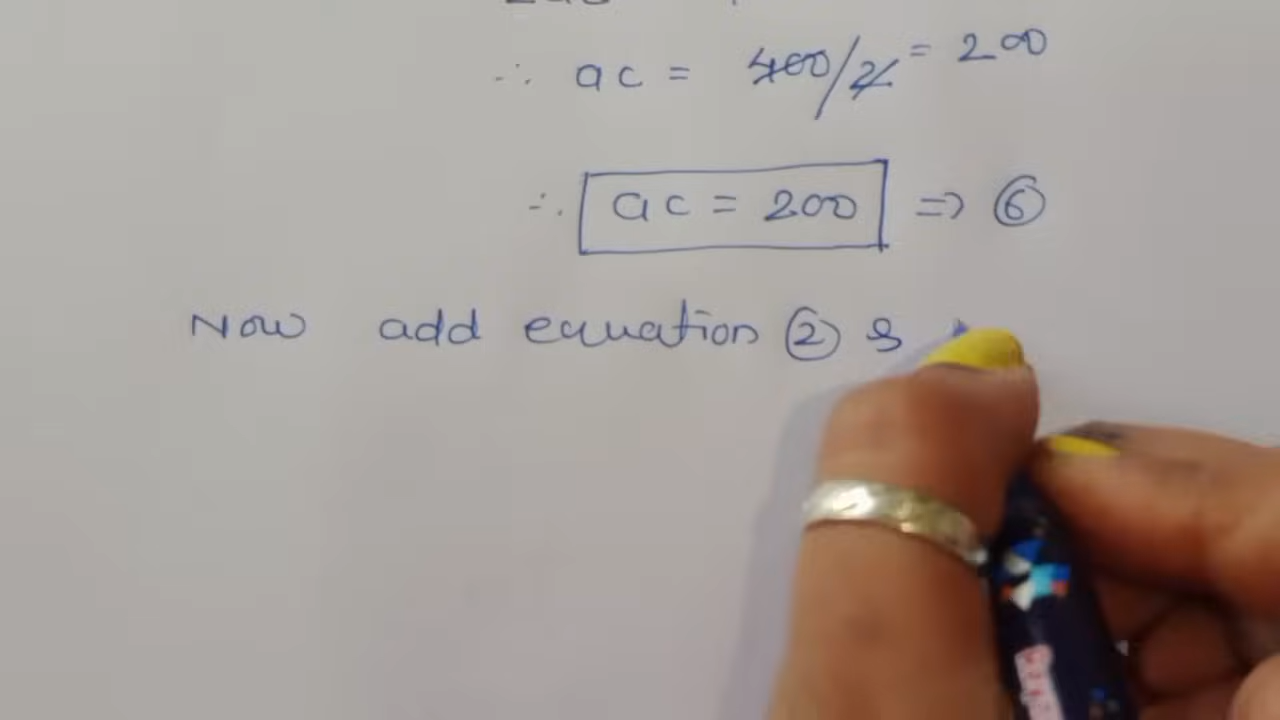 ∴ ac = 400/2 = 200
∴ ac = 200 ⇒ ⑥
Now add equation ② &